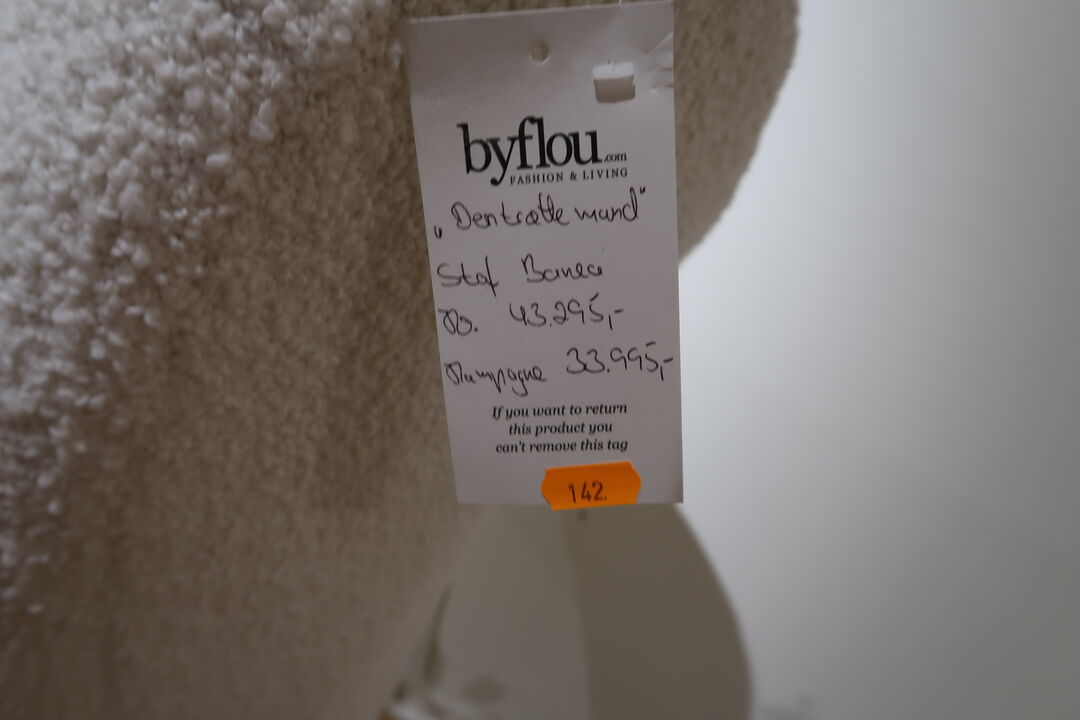 byflou.com
FASHION & LIVING
„Den trætte mand"
Stof
43.295,-
33.995,-
If you want to return
this product you
can't remove this tag
142.